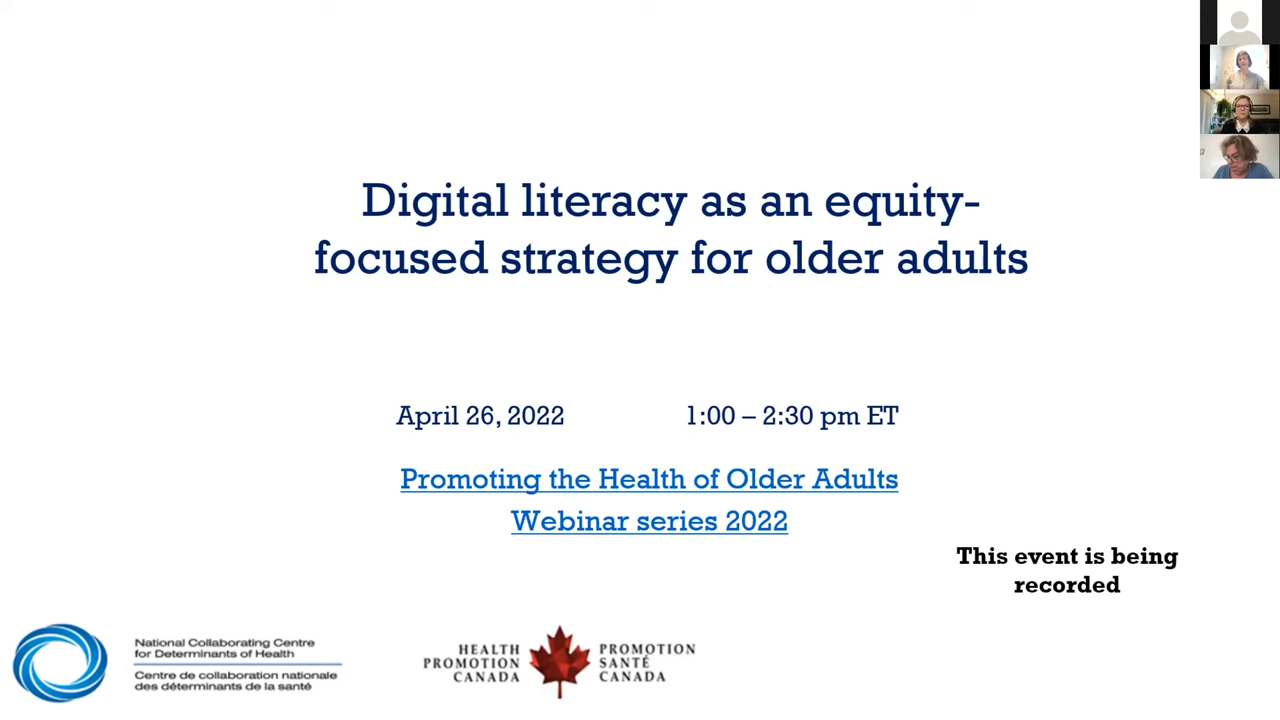 Digital literacy as an equity-
focused strategy for older adults
April 26, 2022 1:00 – 2:30 pm ET
Promoting the Health of Older Adults
Webinar series 2022
This event is being
recorded
National Collaborating Centre
for Determinants of Health
Centre de collaboration nationale
des déterminants de la santé
HEALTH
PROMOTION
CANADA
PROMOTION
SANTÉ
CANADA